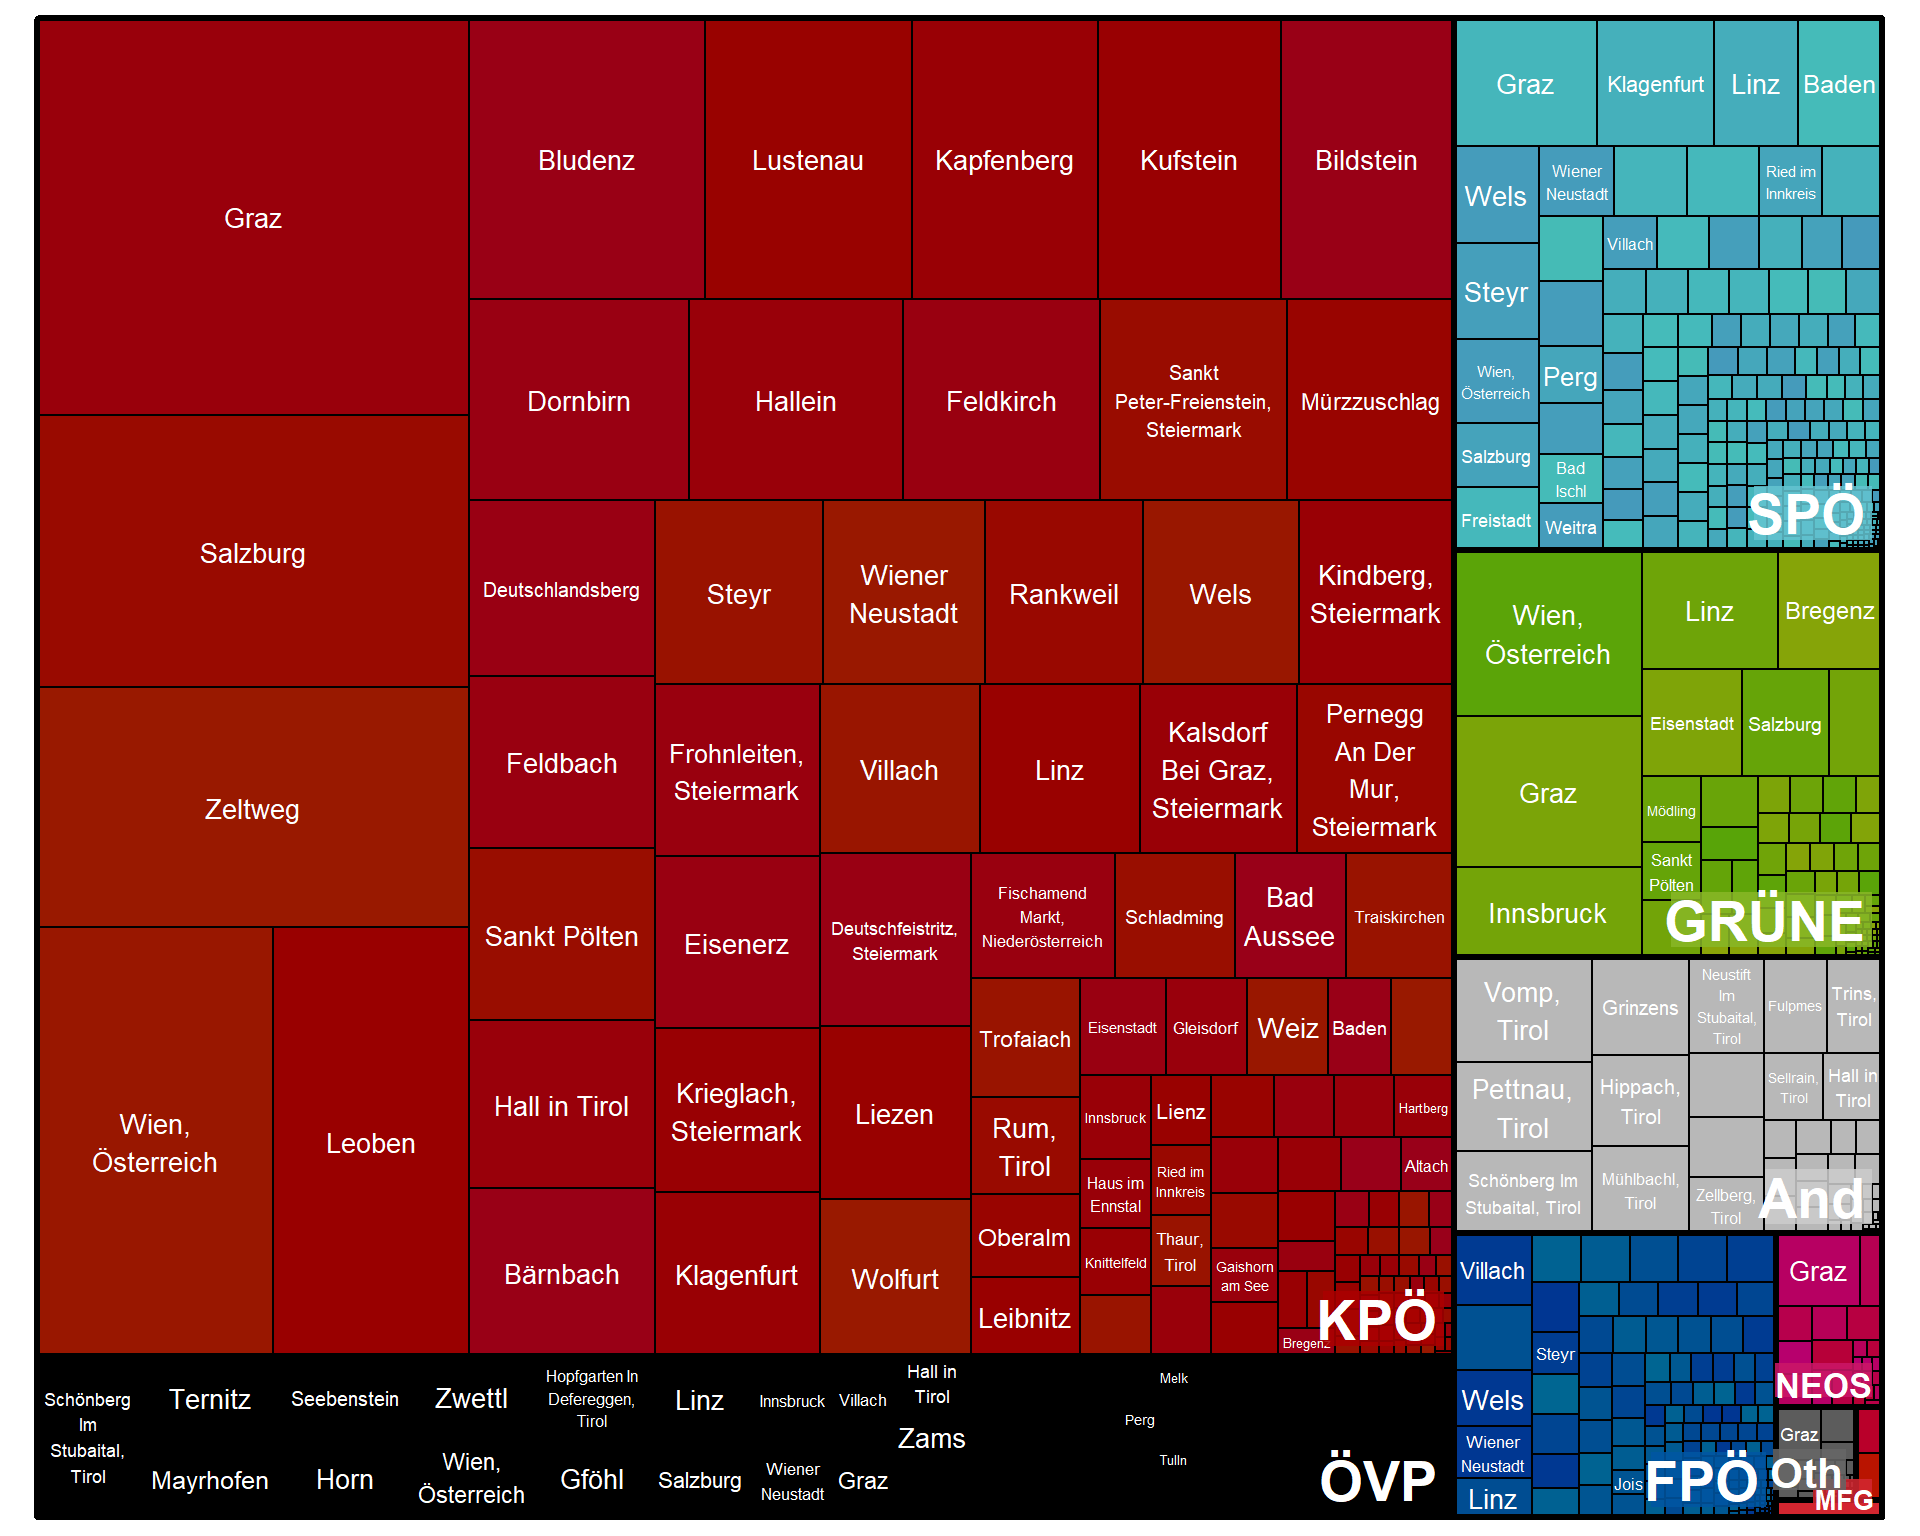 Graz
Salzburg
Zeltweg
Wien,
Österreich
Leoben
Bludenz
Lustenau
Kapfenberg
Kufstein
Bildstein
Dornbirn
Hallein
Feldkirch
Sankt
Peter-Freienstein,
Steiermark
Mürzzuschlag
Deutschlandsberg
Steyr
Wiener
Neustadt
Rankweil
Wels
Kindberg,
Steiermark
Feldbach
Frohnleiten,
Steiermark
Villach
Linz
Kalsdorf
Bei Graz,
Steiermark
Pernegg
An Der
Mur,
Steiermark
Sankt Pölten
Eisenerz
Deutschfeistritz,
Steiermark
Fischamend
Markt,
Niederösterreich
Schladming
Bad
Aussee
Traiskirchen
Hall in Tirol
Krieglach,
Steiermark
Liezen
Trofaiach
Eisenstadt
Gleisdorf
Weiz
Baden
Rum,
Tirol
Innsbruck
Lienz
Hartberg
Haus im
Ennstal
Ried im
Innkreis
Altach
Bärnbach
Klagenfurt
Wolfurt
Oberalm
Knittelfeld
Thaur,
Tirol
Gaishorn
am See
Leibnitz
Bregenz
KPÖ
Schönberg
Im
Stubaital,
Tirol
Ternitz
Mayrhofen
Seebenstein
Horn
Zwettl
Wien,
Österreich
Hopfgarten In
Defereggen,
Tirol
Gföhl
Linz
Salzburg
Innsbruck
Wiener
Neustadt
Villach
Graz
Hall in
Tirol
Zams
Melk
Perg
Tulln
ÖVP
Graz
Klagenfurt
Linz
Baden
Wels
Wiener
Neustadt
Ried im
Innkreis
Villach
Steyr
Wien,
Österreich
Perg
Salzburg
Bad
Ischl
Freistadt
Weitra
SPÖ
Wien,
Österreich
Linz
Bregenz
Eisenstadt
Salzburg
Graz
Mödling
Sankt
Pölten
Innsbruck
GRÜNE
Vomp,
Tirol
Grinzens
Neustift
Im
Stubaital,
Tirol
Fulpmes
Trins,
Tirol
Pettnau,
Tirol
Hippach,
Tirol
Sellrain,
Tirol
Hall in
Tirol
Schönberg Im
Stubaital, Tirol
Mühlbachl,
Tirol
Zellberg,
Tirol
And
Villach
Steyr
Wels
Wiener
Neustadt
Linz
Jois
FPÖ
Graz
NEOS
Graz
Oth
MFG